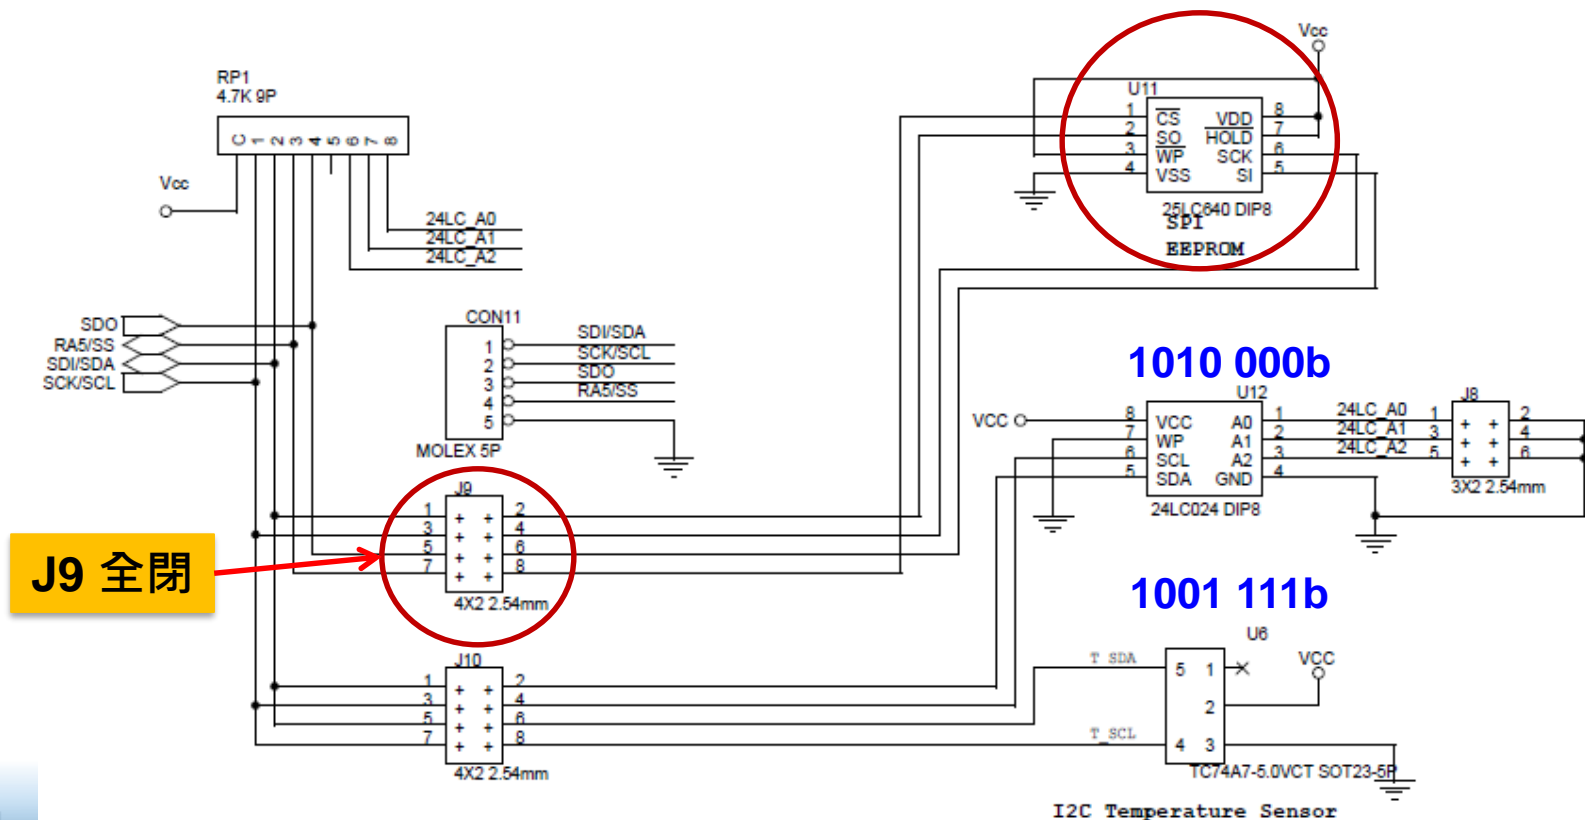 RP1
4.7K 9P
C 1 2 3 4 5 6 7 8
Vcc
24LC_A0
24LC_A1
24LC_A2
SDO
RA5/SS
SDI/SDA
SCK/SCL
CON11
1 SDI/SDA
2 SCK/SCL
3 SDO
4 RA5/SS
5
MOLEX 5P
Vcc
U11
1 CS VDD 8
2 SO HOLD 7
3 WP SCK 6
4 VSS SI 5
25LC640 DIP8
SPI
EEPROM
1010 000b
U12
VCC
8 VCC A0 1
7 WP A1 2
6 SCL A2 3
5 SDA GND 4
24LC024 DIP8
24LC_A0
24LC_A1
24LC_A2
J8
1 + + 2
3 + + 4
5 + + 6
3X2 2.54mm
J9 全閉
J9
1 + + 2
3 + + 4
5 + + 6
7 + + 8
4X2 2.54mm
J10
1 + + 2
3 + + 4
5 + + 6
7 + + 8
4X2 2.54mm
1001 111b
U6
T_SDA
T_SCL
5 1
2
4 3
VCC
TC74A7-5.0VCT SOT23-5P
I2C Temperature Sensor